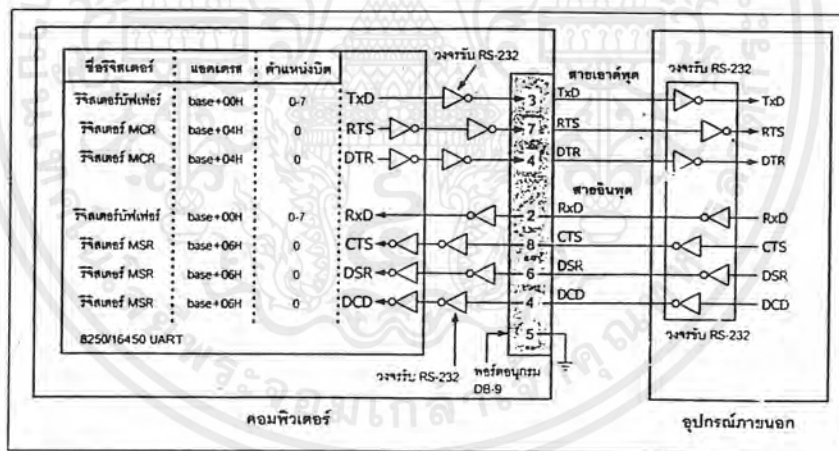 ชื่อรีจิสเตอร์ แอดเดรส ตำแหน่งบิต
รีจิสเตอร์บัฟเฟอร์ base+00H 0-7
รีจิสเตอร์ MCR base+04H 0
รีจิสเตอร์ MCR base+04H 0
รีจิสเตอร์บัฟเฟอร์ base+00H 0-7
รีจิสเตอร์ MSR base+06H 0
รีจิสเตอร์ MSR base+06H 0
รีจิสเตอร์ MSR base+06H 0
8250/16450 UART
วงจรรับ RS-232
TxD
RTS
DTR
RxD
CTS
DSR
DCD
3
7
4
2
8
6
4
5
วงจรรับ RS-232
พอร์ตอนุกรม
DB-9
คอมพิวเตอร์
สายเอาต์พุต
TxD
RTS
DTR
สายอินพุต
RxD
CTS
DSR
DCD
วงจรรับ RS-232
TxD
RTS
DTR
RxD
CTS
DSR
DCD
วงจรรับ RS-232
อุปกรณ์ภายนอก